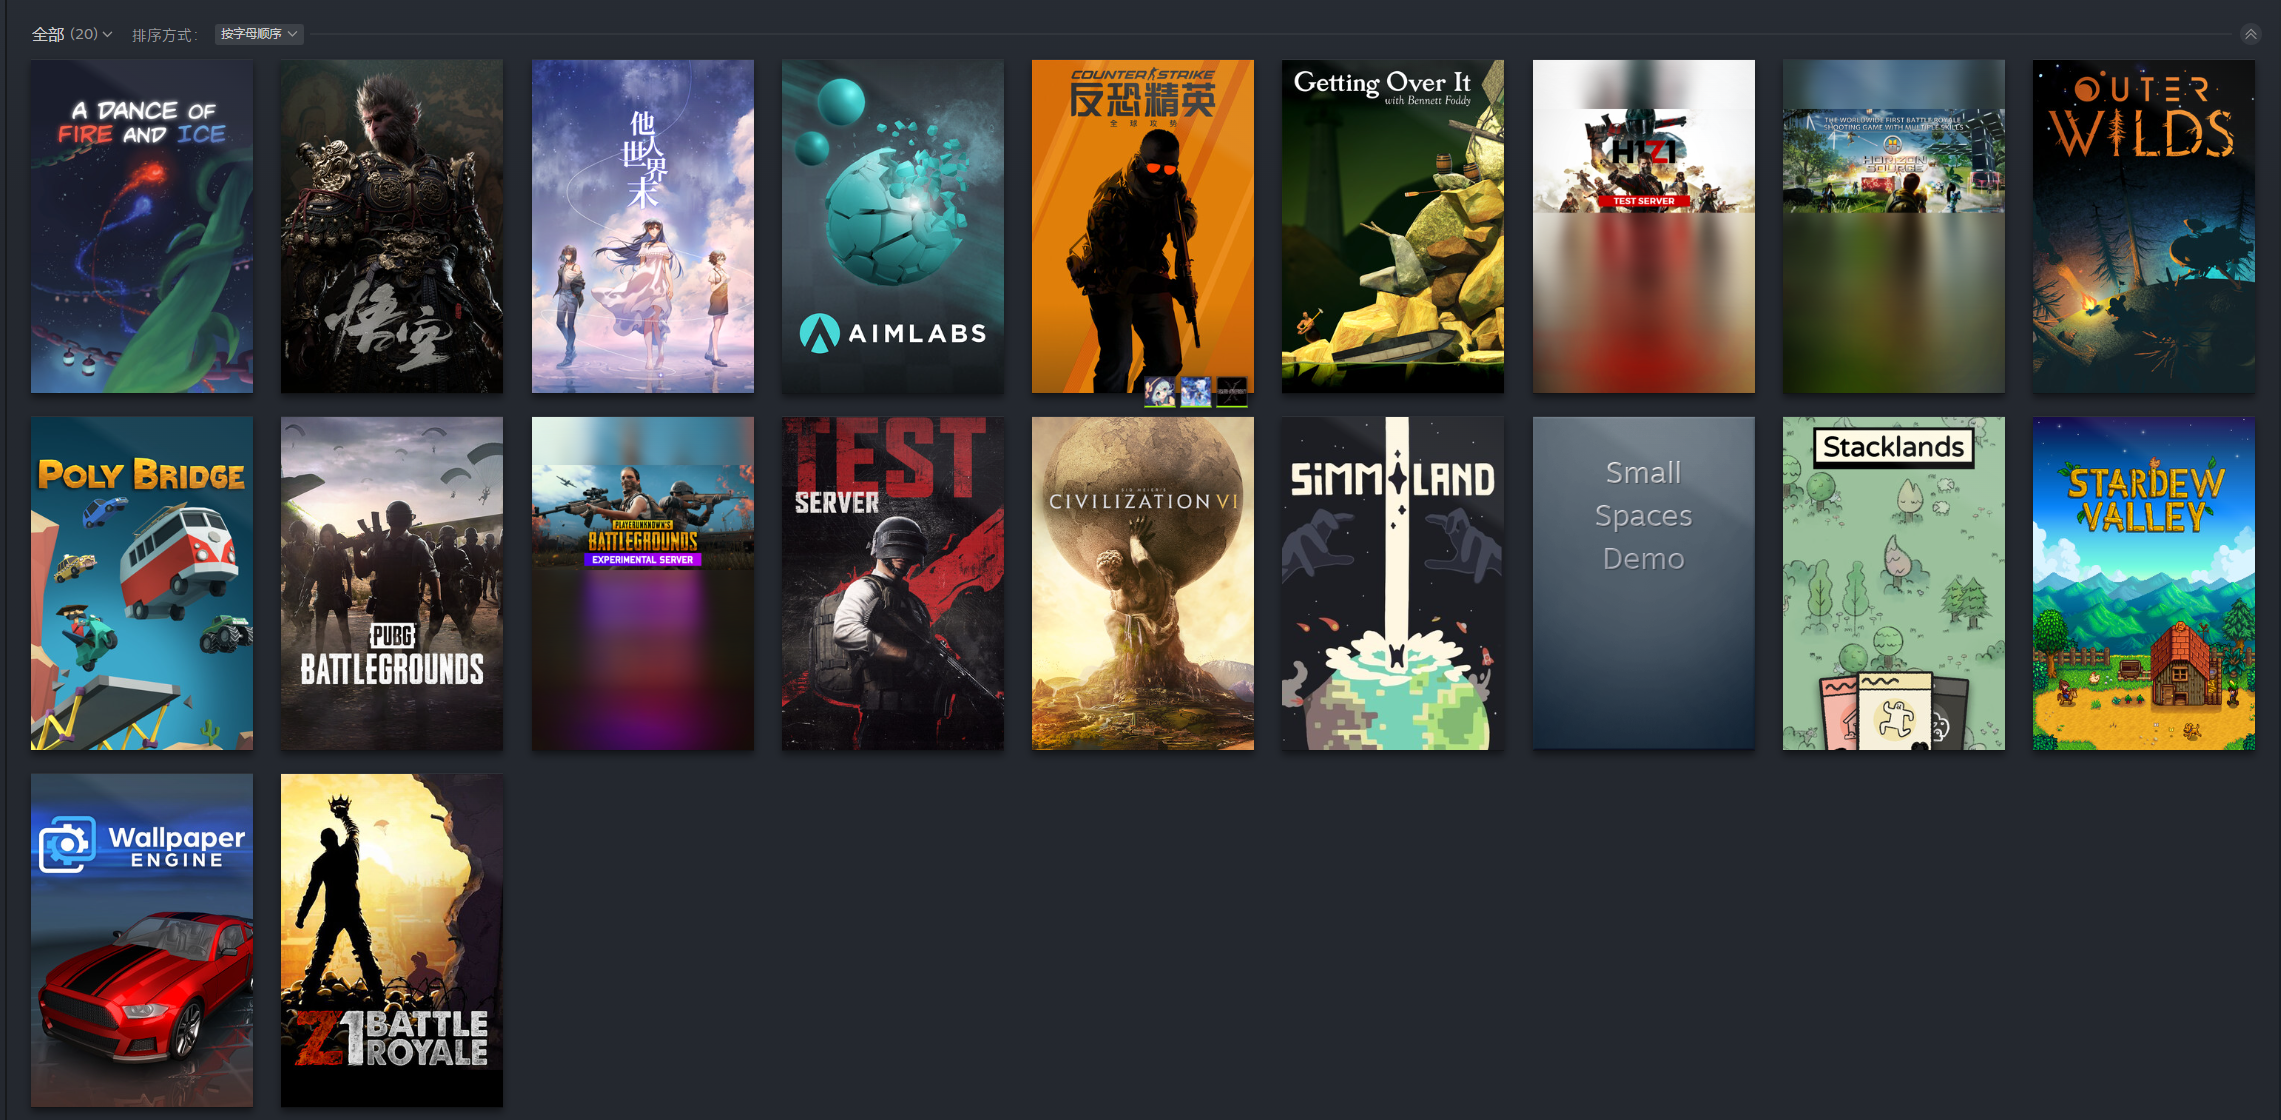 全部 (20)
排序方式:
按字母顺序
A DANCE OF
FIRE AND ICE
悟空
他人
世界
末
AIMLABS
COUNTER STRIKE
反恐精英
全球攻势
Getting Over It
with Bennett Foddy
H1Z1
TEST SERVER
THE WORLDWIDE FIRST BATTLE ROYALE
SHOOTING GAME WITH MULTIPLE SKILLS
HORIZON
SOURCE
OUTER
WILDS
POLY BRIDGE
PUBG
BATTLEGROUNDS
PLAYERUNKNOWN'S
BATTLEGROUNDS
EXPERIMENTAL SERVER
TEST
SERVER
SID MEIER'S
CIVILIZATION VI
SIMMILAND
Small
Spaces
Demo
Stacklands
STARDEW
VALLEY
Wallpaper
ENGINE
Z1 BATTLE
ROYALE